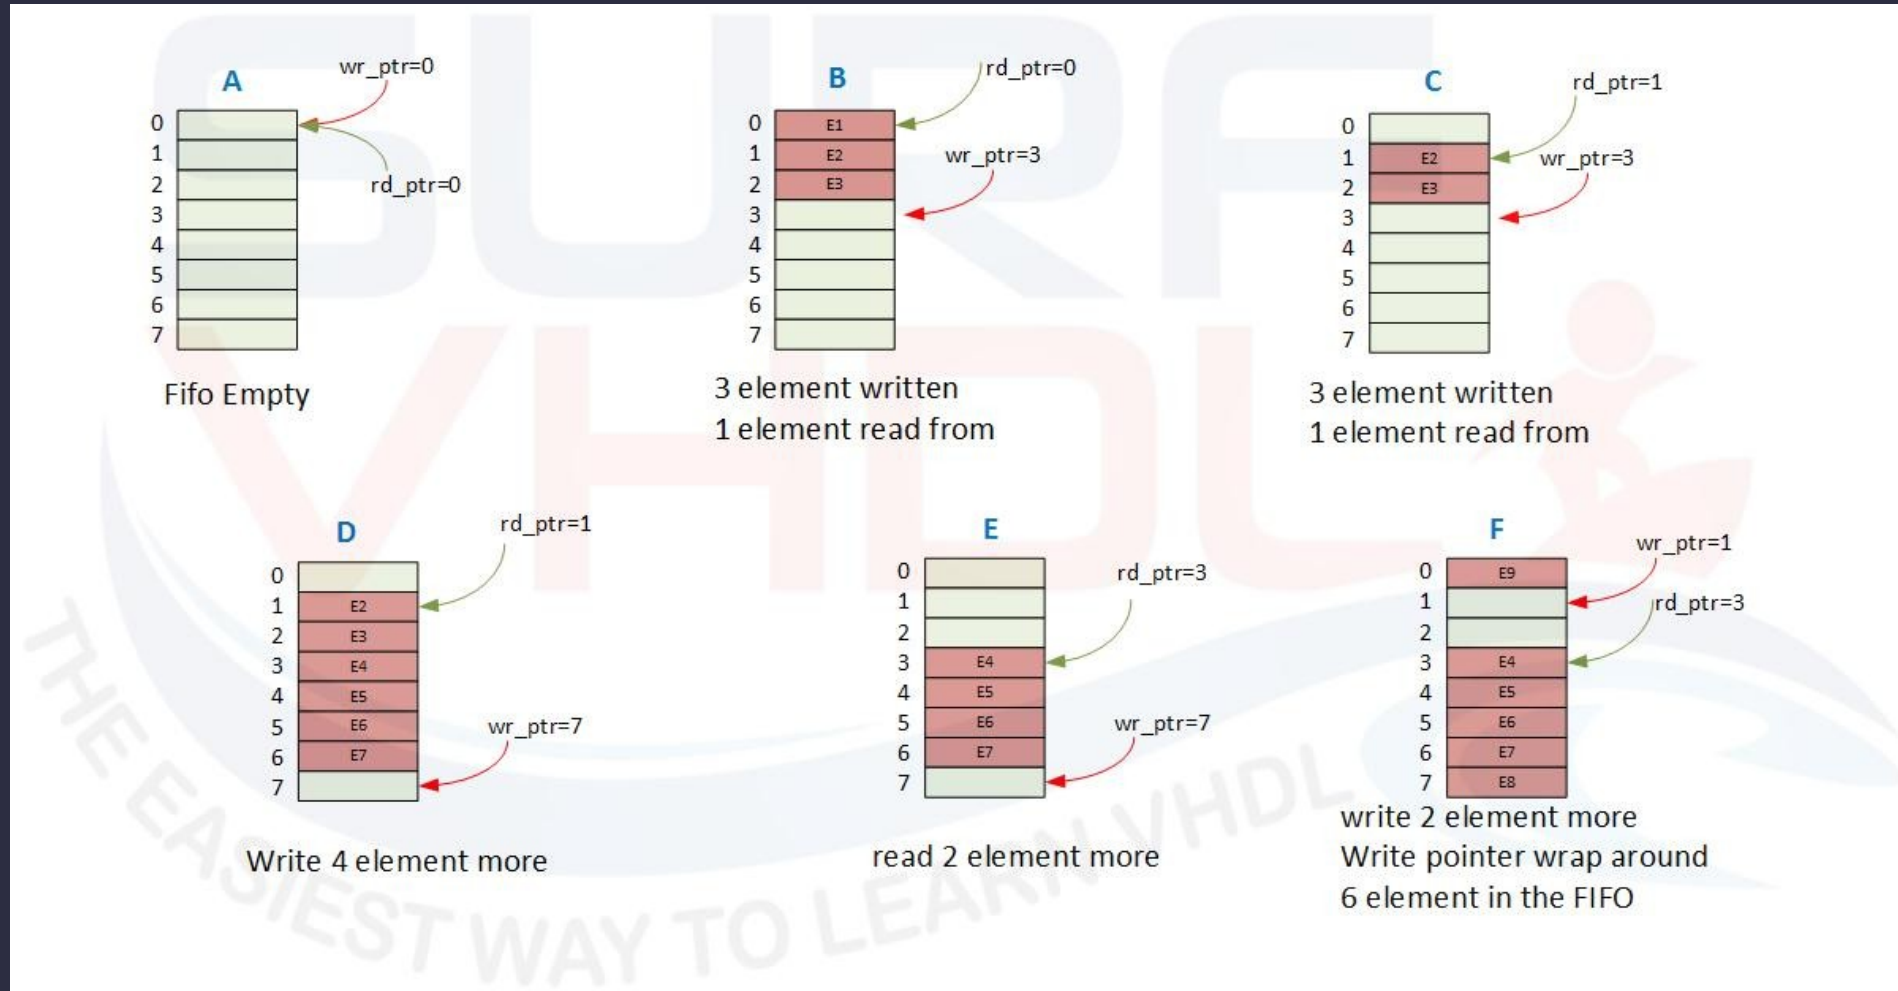 A
wr_ptr=0
rd_ptr=0
0
1
2
3
4
5
6
7
Fifo Empty
B
rd_ptr=0
wr_ptr=3
0 E1
1 E2
2 E3
3
4
5
6
7
3 element written
1 element read from
C
rd_ptr=1
wr_ptr=3
0
1 E2
2 E3
3
4
5
6
7
3 element written
1 element read from
D
rd_ptr=1
wr_ptr=7
0
1 E2
2 E3
3 E4
4 E5
5 E6
6 E7
7
Write 4 element more
E
rd_ptr=3
wr_ptr=7
0
1
2
3 E4
4 E5
5 E6
6 E7
7
read 2 element more
F
wr_ptr=1
rd_ptr=3
0 E9
1
2
3 E4
4 E5
5 E6
6 E7
7 E8
write 2 element more
Write pointer wrap around
6 element in the FIFO
SURF
VHDL
THE EASIEST WAY TO LEARN VHDL